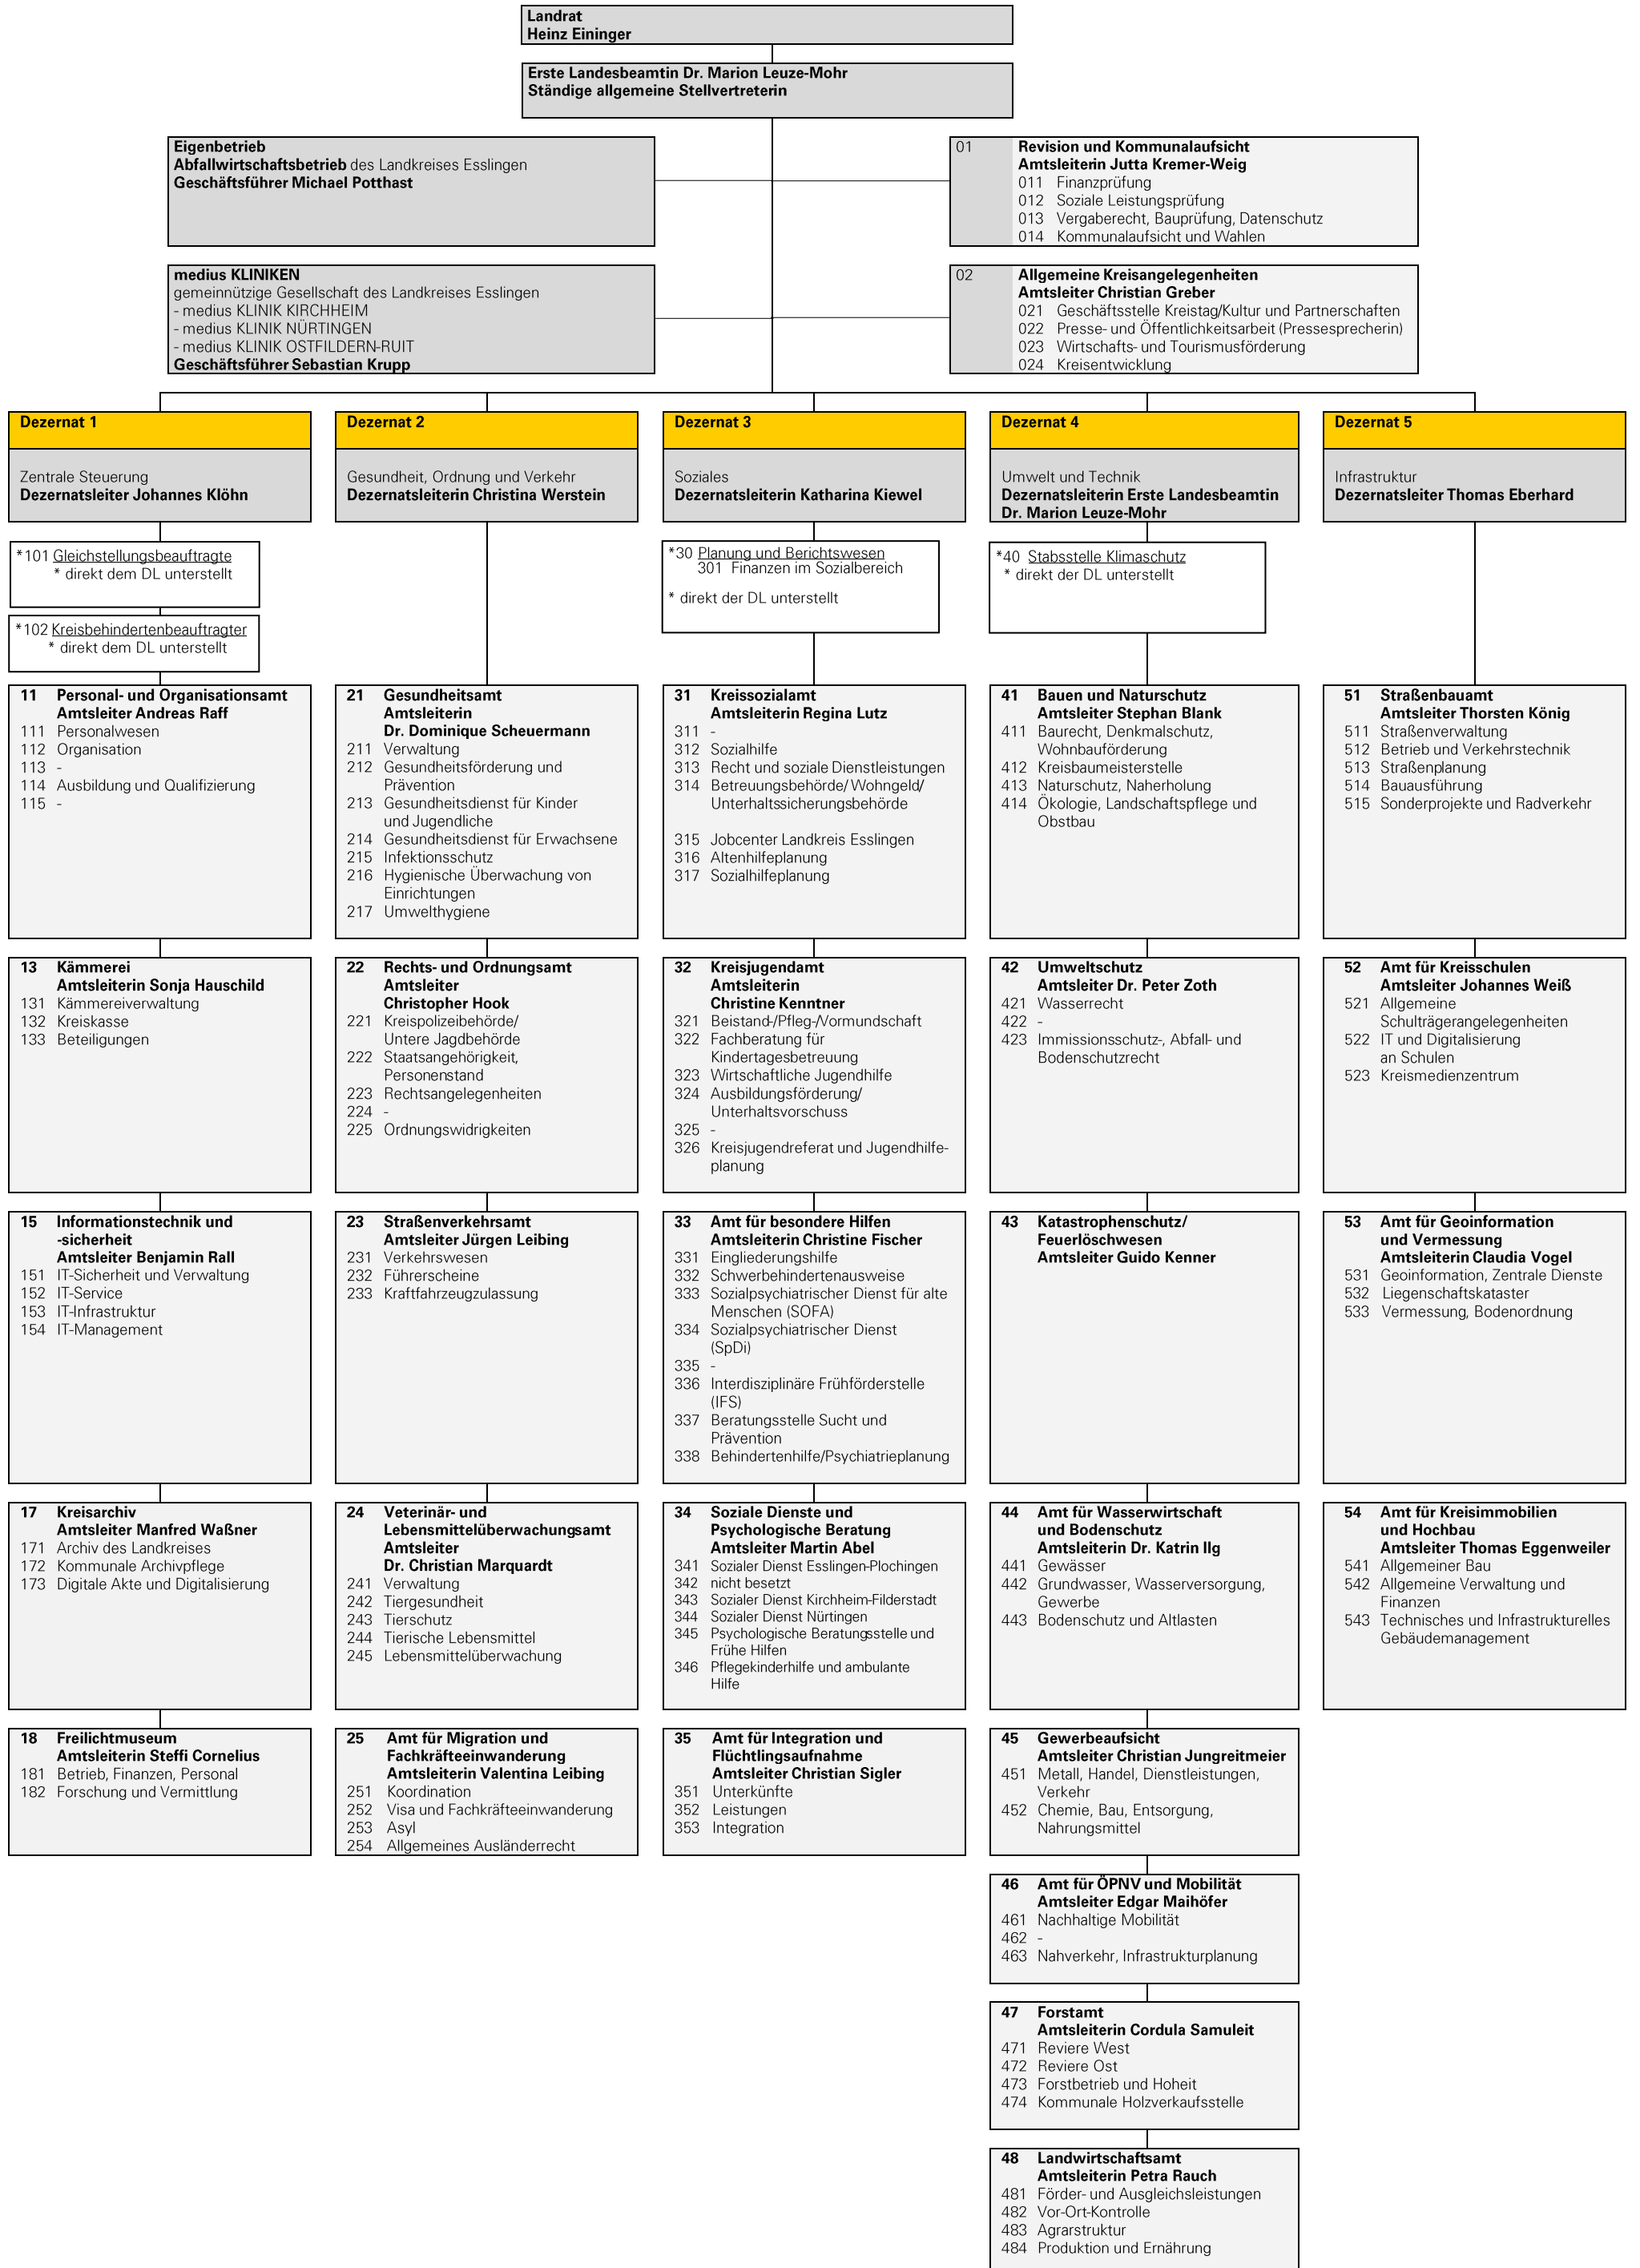 Landrat
Heinz Eininger
Erste Landesbeamtin Dr. Marion Leuze-Mohr
Ständige allgemeine Stellvertreterin
Eigenbetrieb
Abfallwirtschaftsbetrieb des Landkreises Esslingen
Geschäftsführer Michael Potthast
01 Revision und Kommunalaufsicht
Amtsleiterin Jutta Kremer-Weig
011 Finanzprüfung
012 Soziale Leistungsprüfung
013 Vergaberecht, Bauprüfung, Datenschutz
014 Kommunalaufsicht und Wahlen
medius KLINIKEN
gemeinnützige Gesellschaft des Landkreises Esslingen
- medius KLINIK KIRCHHEIM
- medius KLINIK NÜRTINGEN
- medius KLINIK OSTFILDERN-RUIT
Geschäftsführer Sebastian Krupp
02 Allgemeine Kreisangelegenheiten
Amtsleiter Christian Greber
021 Geschäftsstelle Kreistag/Kultur und Partnerschaften
022 Presse- und Öffentlichkeitsarbeit (Pressesprecherin)
023 Wirtschafts- und Tourismusförderung
024 Kreisentwicklung
Dezernat 1
Zentrale Steuerung
Dezernatsleiter Johannes Klöhn
*101 Gleichstellungsbeauftragte
* direkt dem DL unterstellt
*102 Kreisbehindertenbeauftragter
* direkt dem DL unterstellt
11 Personal- und Organisationsamt
Amtsleiter Andreas Raff
111 Personalwesen
112 Organisation
113 -
114 Ausbildung und Qualifizierung
115 -
13 Kämmerei
Amtsleiterin Sonja Hauschild
131 Kämmereiverwaltung
132 Kreiskasse
133 Beteiligungen
15 Informationstechnik und
-sicherheit
Amtsleiter Benjamin Rall
151 IT-Sicherheit und Verwaltung
152 IT-Service
153 IT-Infrastruktur
154 IT-Management
17 Kreisarchiv
Amtsleiter Manfred Waßner
171 Archiv des Landkreises
172 Kommunale Archivpflege
173 Digitale Akte und Digitalisierung
18 Freilichtmuseum
Amtsleiterin Steffi Cornelius
181 Betrieb, Finanzen, Personal
182 Forschung und Vermittlung
Dezernat 2
Gesundheit, Ordnung und Verkehr
Dezernatsleiterin Christina Werstein
21 Gesundheitsamt
Amtsleiterin
Dr. Dominique Scheuermann
211 Verwaltung
212 Gesundheitsförderung und
Prävention
213 Gesundheitsdienst für Kinder
und Jugendliche
214 Gesundheitsdienst für Erwachsene
215 Infektionsschutz
216 Hygienische Überwachung von
Einrichtungen
217 Umwelthygiene
22 Rechts- und Ordnungsamt
Amtsleiter
Christopher Hook
221 Kreispolizeibehörde/
Untere Jagdbehörde
222 Staatsangehörigkeit,
Personenstand
223 Rechtsangelegenheiten
224 -
225 Ordnungswidrigkeiten
23 Straßenverkehrsamt
Amtsleiter Jürgen Leibing
231 Verkehrswesen
232 Führerscheine
233 Kraftfahrzeugzulassung
24 Veterinär- und
Lebensmittelüberwachungsamt
Amtsleiter
Dr. Christian Marquardt
241 Verwaltung
242 Tiergesundheit
243 Tierschutz
244 Tierische Lebensmittel
245 Lebensmittelüberwachung
25 Amt für Migration und
Fachkräfteeinwanderung
Amtsleiterin Valentina Leibing
251 Koordination
252 Visa und Fachkräfteeinwanderung
253 Asyl
254 Allgemeines Ausländerrecht
Dezernat 3
Soziales
Dezernatsleiterin Katharina Kiewel
*30 Planung und Berichtswesen
301 Finanzen im Sozialbereich
* direkt der DL unterstellt
31 Kreissozialamt
Amtsleiterin Regina Lutz
311 -
312 Sozialhilfe
313 Recht und soziale Dienstleistungen
314 Betreuungsbehörde/ Wohngeld/
Unterhaltssicherungsbehörde
315 Jobcenter Landkreis Esslingen
316 Altenhilfeplanung
317 Sozialhilfeplanung
32 Kreisjugendamt
Amtsleiterin
Christine Kenntner
321 Beistand-/Pfleg-/Vormundschaft
322 Fachberatung für
Kindertagesbetreuung
323 Wirtschaftliche Jugendhilfe
324 Ausbildungsförderung/
Unterhaltsvorschuss
325 -
326 Kreisjugendreferat und Jugendhilfe-
planung
33 Amt für besondere Hilfen
Amtsleiterin Christine Fischer
331 Eingliederungshilfe
332 Schwerbehindertenausweise
333 Sozialpsychiatrischer Dienst für alte
Menschen (SOFA)
334 Sozialpsychiatrischer Dienst
(SpDi)
335 -
336 Interdisziplinäre Frühförderstelle
(IFS)
337 Beratungsstelle Sucht und
Prävention
338 Behindertenhilfe/Psychiatrieplanung
34 Soziale Dienste und
Psychologische Beratung
Amtsleiter Martin Abel
341 Sozialer Dienst Esslingen-Plochingen
342 nicht besetzt
343 Sozialer Dienst Kirchheim-Filderstadt
344 Sozialer Dienst Nürtingen
345 Psychologische Beratungsstelle und
Frühe Hilfen
346 Pflegekinderhilfe und ambulante
Hilfe
35 Amt für Integration und
Flüchtlingsaufnahme
Amtsleiter Christian Sigler
351 Unterkünfte
352 Leistungen
353 Integration
Dezernat 4
Umwelt und Technik
Dezernatsleiterin Erste Landesbeamtin
Dr. Marion Leuze-Mohr
*40 Stabsstelle Klimaschutz
* direkt der DL unterstellt
41 Bauen und Naturschutz
Amtsleiter Stephan Blank
411 Baurecht, Denkmalschutz,
Wohnbauförderung
412 Kreisbaumeisterstelle
413 Naturschutz, Naherholung
414 Ökologie, Landschaftspflege und
Obstbau
42 Umweltschutz
Amtsleiter Dr. Peter Zoth
421 Wasserrecht
422 -
423 Immissionsschutz-, Abfall- und
Bodenschutzrecht
43 Katastrophenschutz/
Feuerlöschwesen
Amtsleiter Guido Kenner
44 Amt für Wasserwirtschaft
und Bodenschutz
Amtsleiterin Dr. Katrin Ilg
441 Gewässer
442 Grundwasser, Wasserversorgung,
Gewerbe
443 Bodenschutz und Altlasten
45 Gewerbeaufsicht
Amtsleiter Christian Jungreitmeier
451 Metall, Handel, Dienstleistungen,
Verkehr
452 Chemie, Bau, Entsorgung,
Nahrungsmittel
46 Amt für ÖPNV und Mobilität
Amtsleiter Edgar Maihöfer
461 Nachhaltige Mobilität
462 -
463 Nahverkehr, Infrastrukturplanung
47 Forstamt
Amtsleiterin Cordula Samuleit
471 Reviere West
472 Reviere Ost
473 Forstbetrieb und Hoheit
474 Kommunale Holzverkaufsstelle
48 Landwirtschaftsamt
Amtsleiterin Petra Rauch
481 Förder- und Ausgleichsleistungen
482 Vor-Ort-Kontrolle
483 Agrarstruktur
484 Produktion und Ernährung
Dezernat 5
Infrastruktur
Dezernatsleiter Thomas Eberhard
51 Straßenbauamt
Amtsleiter Thorsten König
511 Straßenverwaltung
512 Betrieb und Verkehrstechnik
513 Straßenplanung
514 Bauausführung
515 Sonderprojekte und Radverkehr
52 Amt für Kreisschulen
Amtsleiter Johannes Weiß
521 Allgemeine
Schulträgerangelegenheiten
522 IT und Digitalisierung
an Schulen
523 Kreismedienzentrum
53 Amt für Geoinformation
und Vermessung
Amtsleiterin Claudia Vogel
531 Geoinformation, Zentrale Dienste
532 Liegenschaftskataster
533 Vermessung, Bodenordnung
54 Amt für Kreisimmobilien
und Hochbau
Amtsleiter Thomas Eggenweiler
541 Allgemeiner Bau
542 Allgemeine Verwaltung und
Finanzen
543 Technisches und Infrastrukturelles
Gebäudemanagement